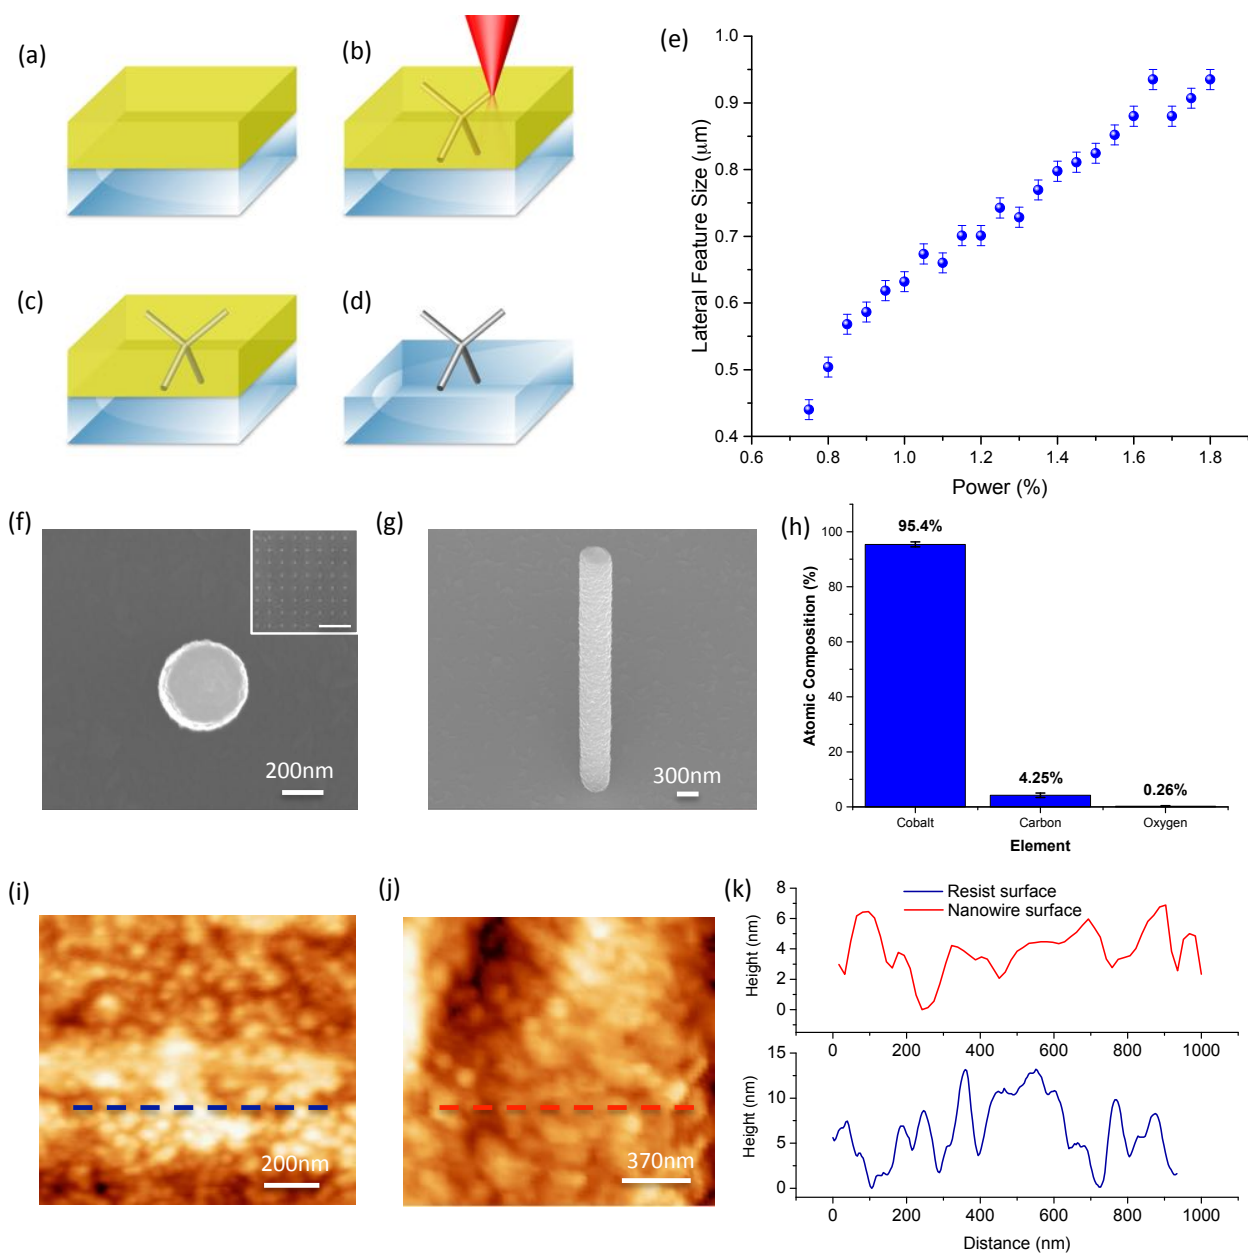 (a)
(b)
(c)
(d)
(e)
1.0
0.9
0.8
0.7
0.6
0.5
0.4
Lateral Feature Size (μm)
0.6 0.8 1.0 1.2 1.4 1.6 1.8
Power (%)
(f)
200nm
(g)
300nm
(h)
100
80
60
40
20
0
Atomic Composition (%)
95.4%
4.25%
0.26%
Cobalt Carbon Oxygen
Element
(i)
200nm
(j)
370nm
(k)
Resist surface
Nanowire surface
8
6
4
2
0
Height (nm)
0 200 400 600 800 1000
15
10
5
0
Height (nm)
0 200 400 600 800 1000
Distance (nm)